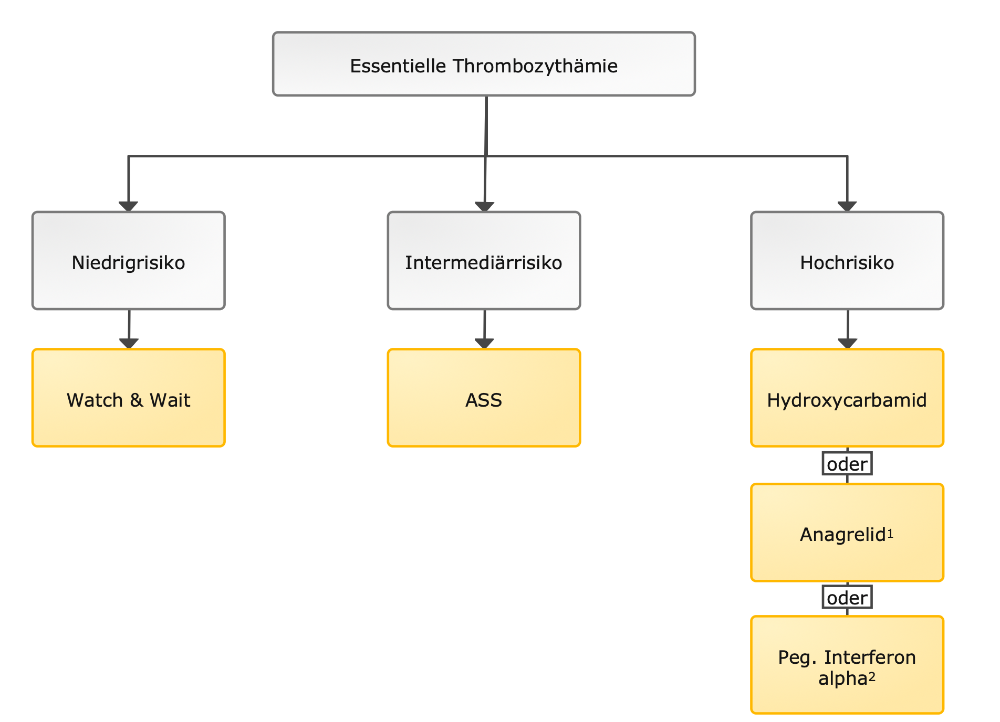 Essentielle Thrombozythämie
Niedrigrisiko
Intermediärrisiko
Hochrisiko
Watch & Wait
ASS
Hydroxycarbamid
oder
Anagrelid¹
oder
Peg. Interferon
alpha²